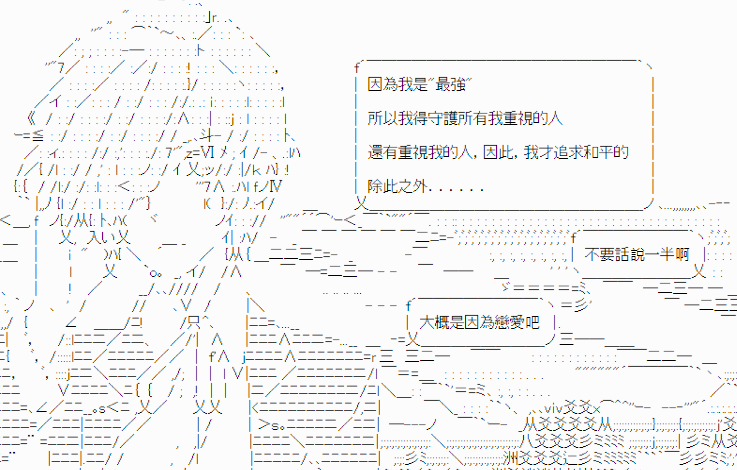 因為我是"最強"
所以我得守護所有我重視的人
還有重視我的人, 因此, 我才追求和平的
除此之外......
不要話說一半啊
大概是因為戀愛吧